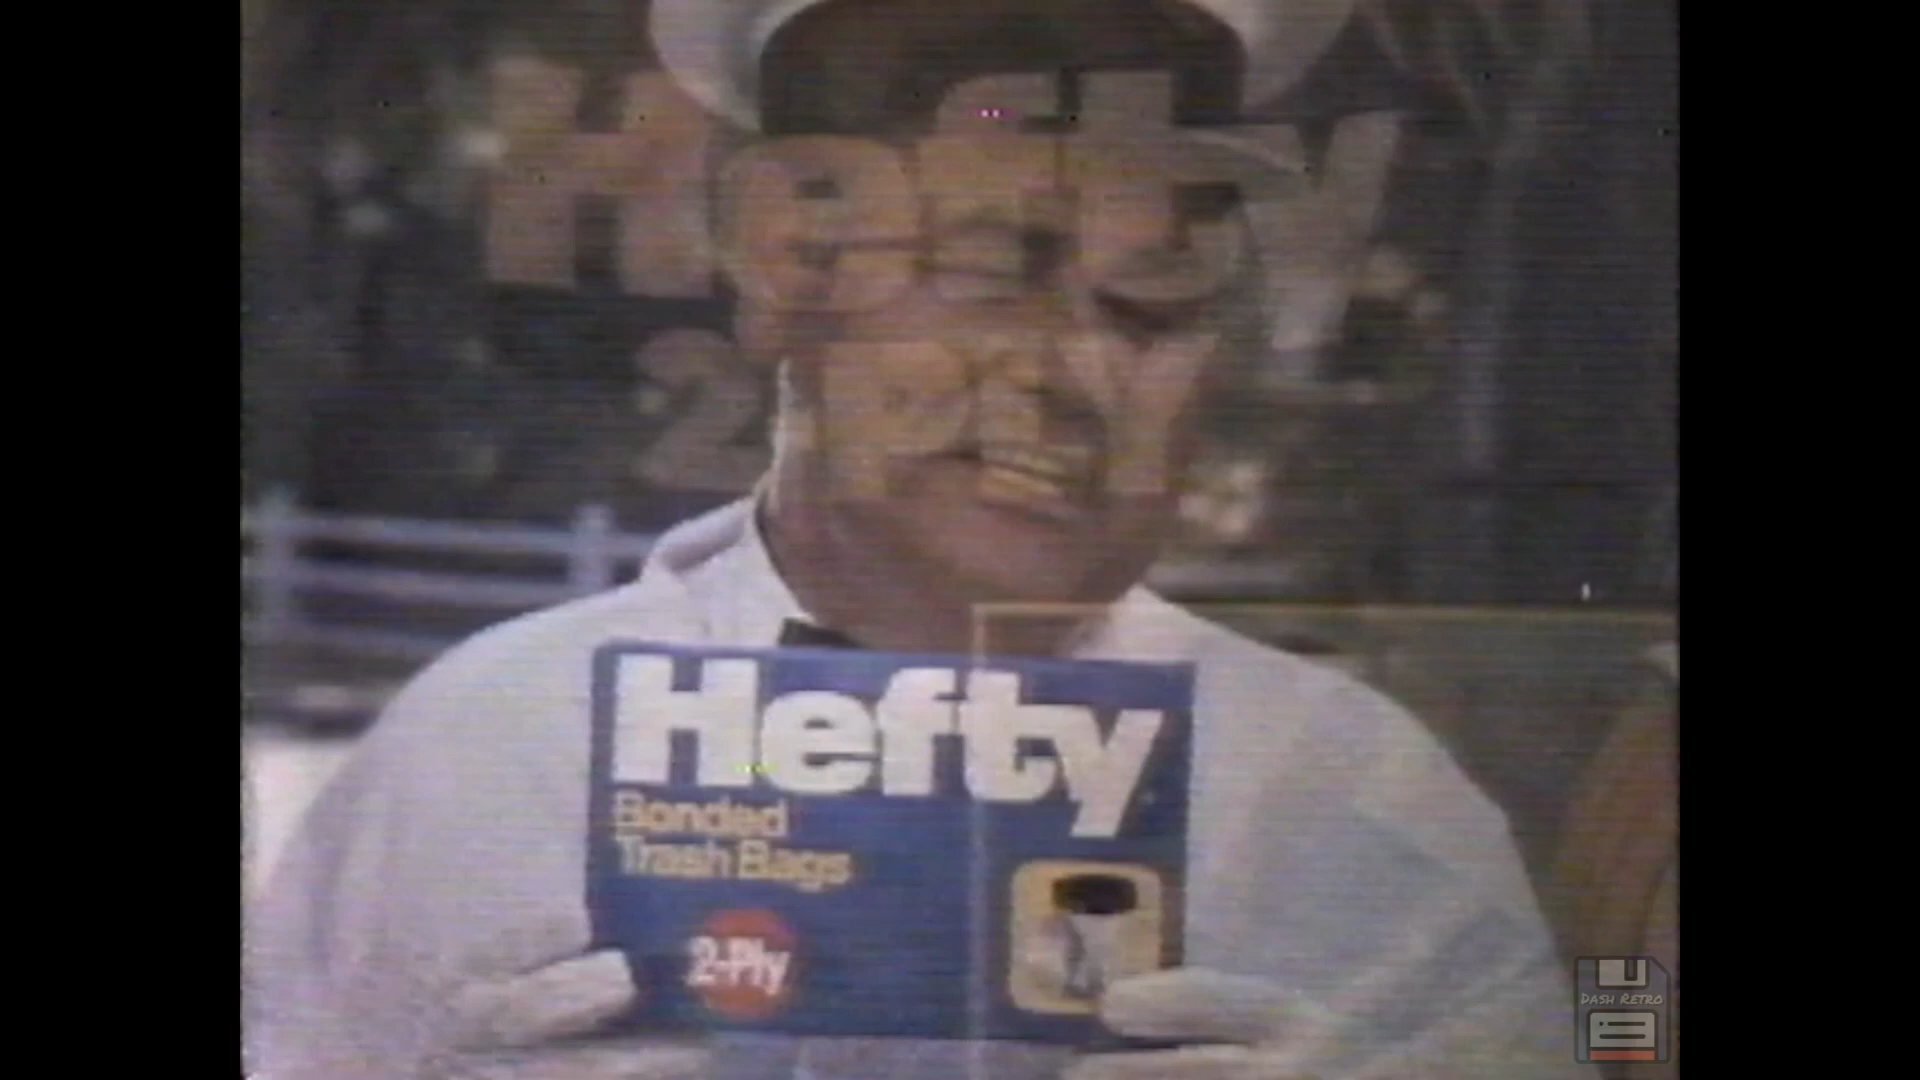 Hefty
2 PLY
Hefty
Bonded
Trash Bags
2-Ply
DASH RETRO